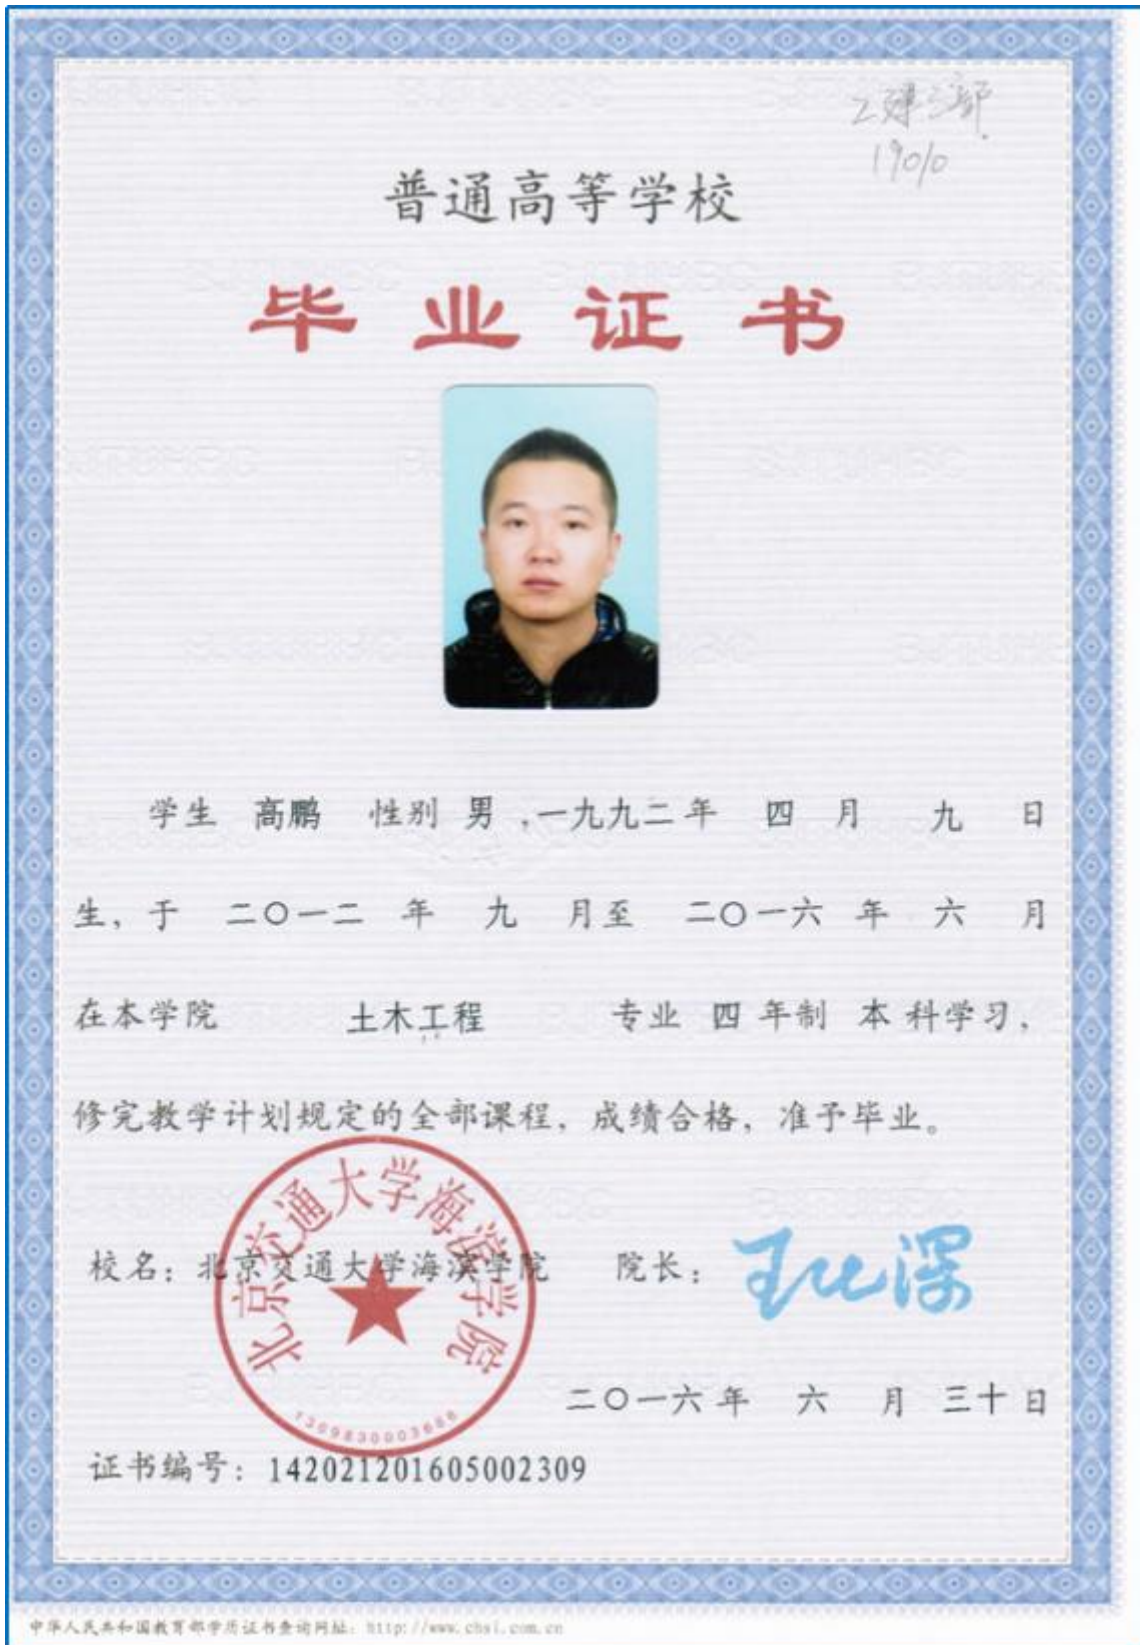 工建三部
19010
普通高等学校
毕业证书
学生 高鹏 性别 男 ,一九九二年 四 月 九 日
生, 于 二〇一二 年 九 月至 二〇一六 年 六 月
在本学院 土木工程 专业 四 年制 本 科学习,
修完教学计划规定的全部课程, 成绩合格, 准予毕业。
北京交通大学海滨学院
校名: 北京交通大学海滨学院 院长:
二〇一六年 六 月 三十日
证书编号: 142021201605002309
中华人民共和国教育部学历证书查询网址: http://www.chsi.com.cn